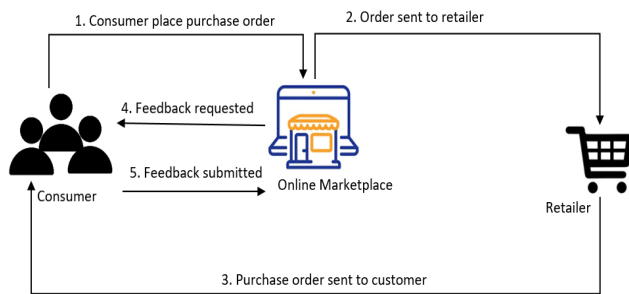 1. Consumer place purchase order
2. Order sent to retailer
4. Feedback requested
5. Feedback submitted
Consumer
Online Marketplace
Retailer
3. Purchase order sent to customer